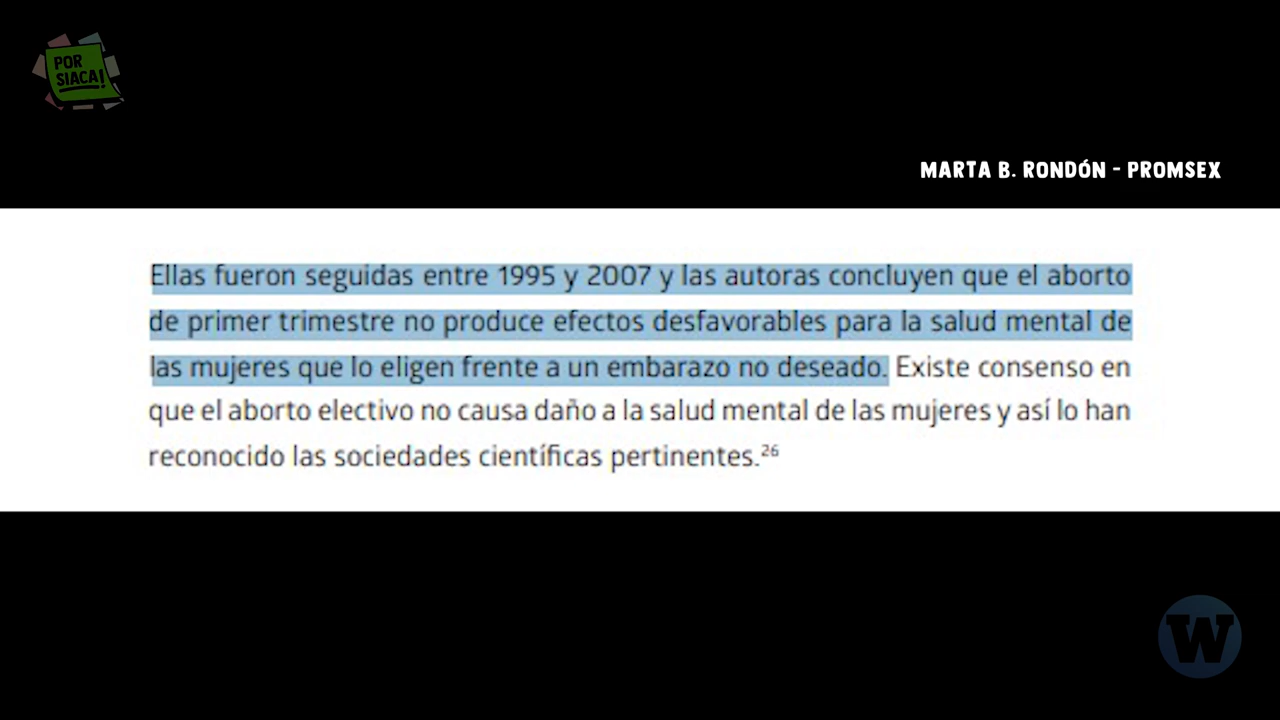 POR
SIACA!
MARTA B. RONDÓN - PROMSEX
Ellas fueron seguidas entre 1995 y 2007 y las autoras concluyen que el aborto
de primer trimestre no produce efectos desfavorables para la salud mental de
las mujeres que lo eligen frente a un embarazo no deseado. Existe consenso en
que el aborto electivo no causa daño a la salud mental de las mujeres y así lo han
reconocido las sociedades científicas pertinentes.²⁶
W